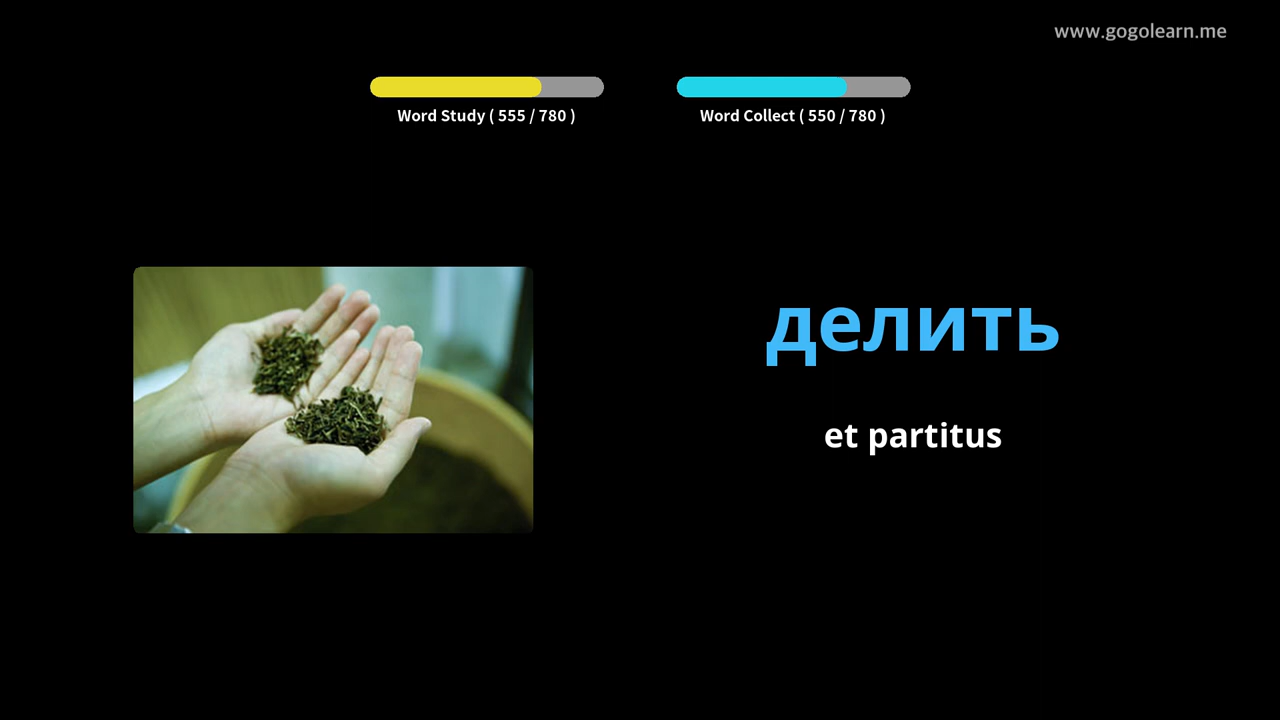 www.gogolearn.me
Word Study ( 555 / 780 )
Word Collect ( 550 / 780 )
делить
et partitus